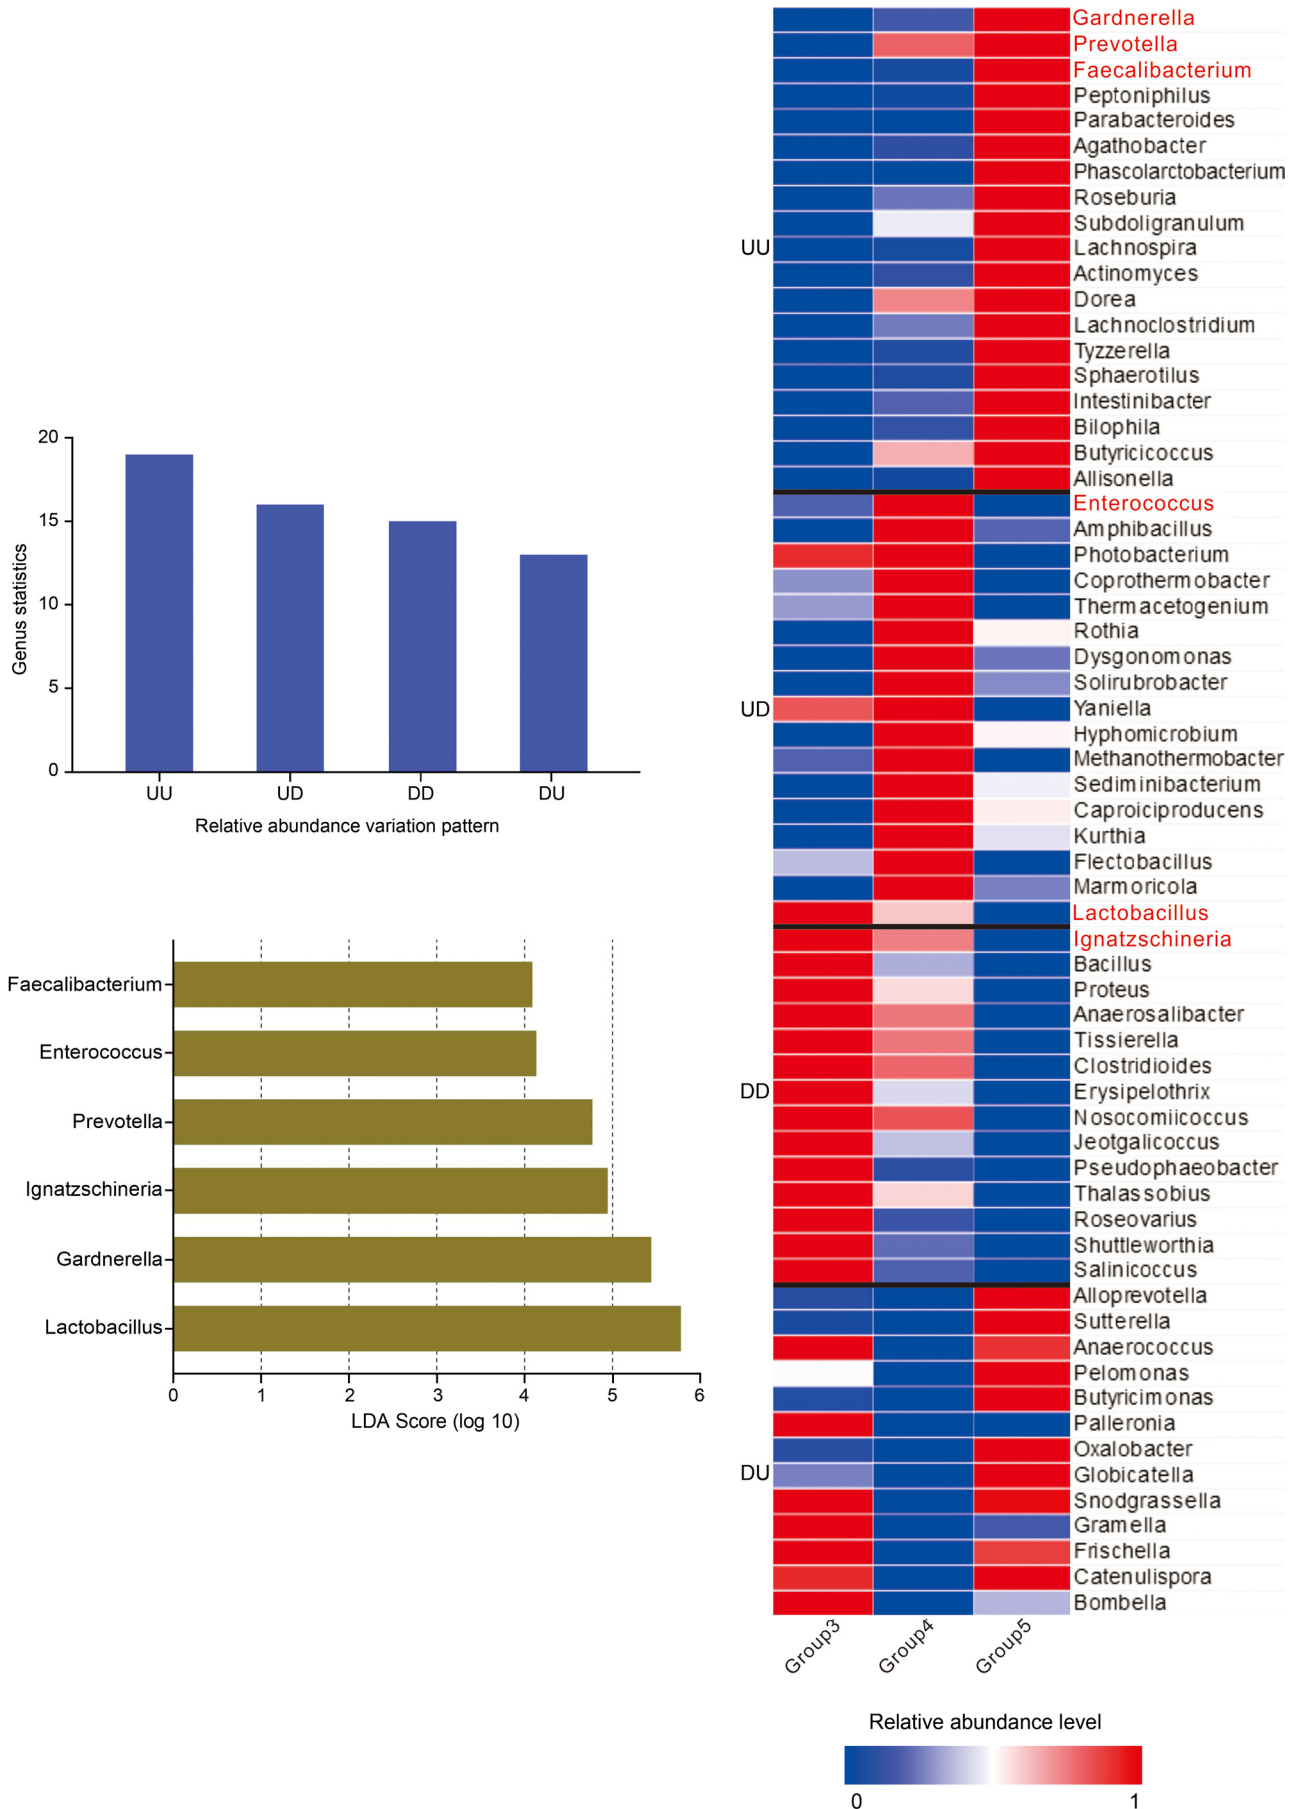 20
15
10
5
0
Genus statistics
UU
UD
DD
DU
Relative abundance variation pattern
Faecalibacterium
Enterococcus
Prevotella
Ignatzschineria
Gardnerella
Lactobacillus
0 1 2 3 4 5 6
LDA Score (log 10)
UU
UD
DD
DU
Gardnerella
Prevotella
Faecalibacterium
Peptoniphilus
Parabacteroides
Agathobacter
Phascolarctobacterium
Roseburia
Subdoligranulum
Lachnospira
Actinomyces
Dorea
Lachnoclostridium
Tyzzerella
Sphaerotilus
Intestinibacter
Bilophila
Butyricicoccus
Allisonella
Enterococcus
Amphibacillus
Photobacterium
Coprothermobacter
Thermacetogenium
Rothia
Dysgonomonas
Solirubrobacter
Yaniella
Hyphomicrobium
Methanothermobacter
Sediminibacterium
Caproiciproducens
Kurthia
Flectobacillus
Marmoricola
Lactobacillus
Ignatzschineria
Bacillus
Proteus
Anaerosalibacter
Tissierella
Clostridioides
Erysipelothrix
Nosocomiicoccus
Jeotgalicoccus
Pseudophaeobacter
Thalassobius
Roseovarius
Shuttleworthia
Salinicoccus
Alloprevotella
Sutterella
Anaerococcus
Pelomonas
Butyricimonas
Palleronia
Oxalobacter
Globicatella
Snodgrassella
Gramella
Frischella
Catenulispora
Bombella
Group3
Group4
Group5
Relative abundance level
0 1